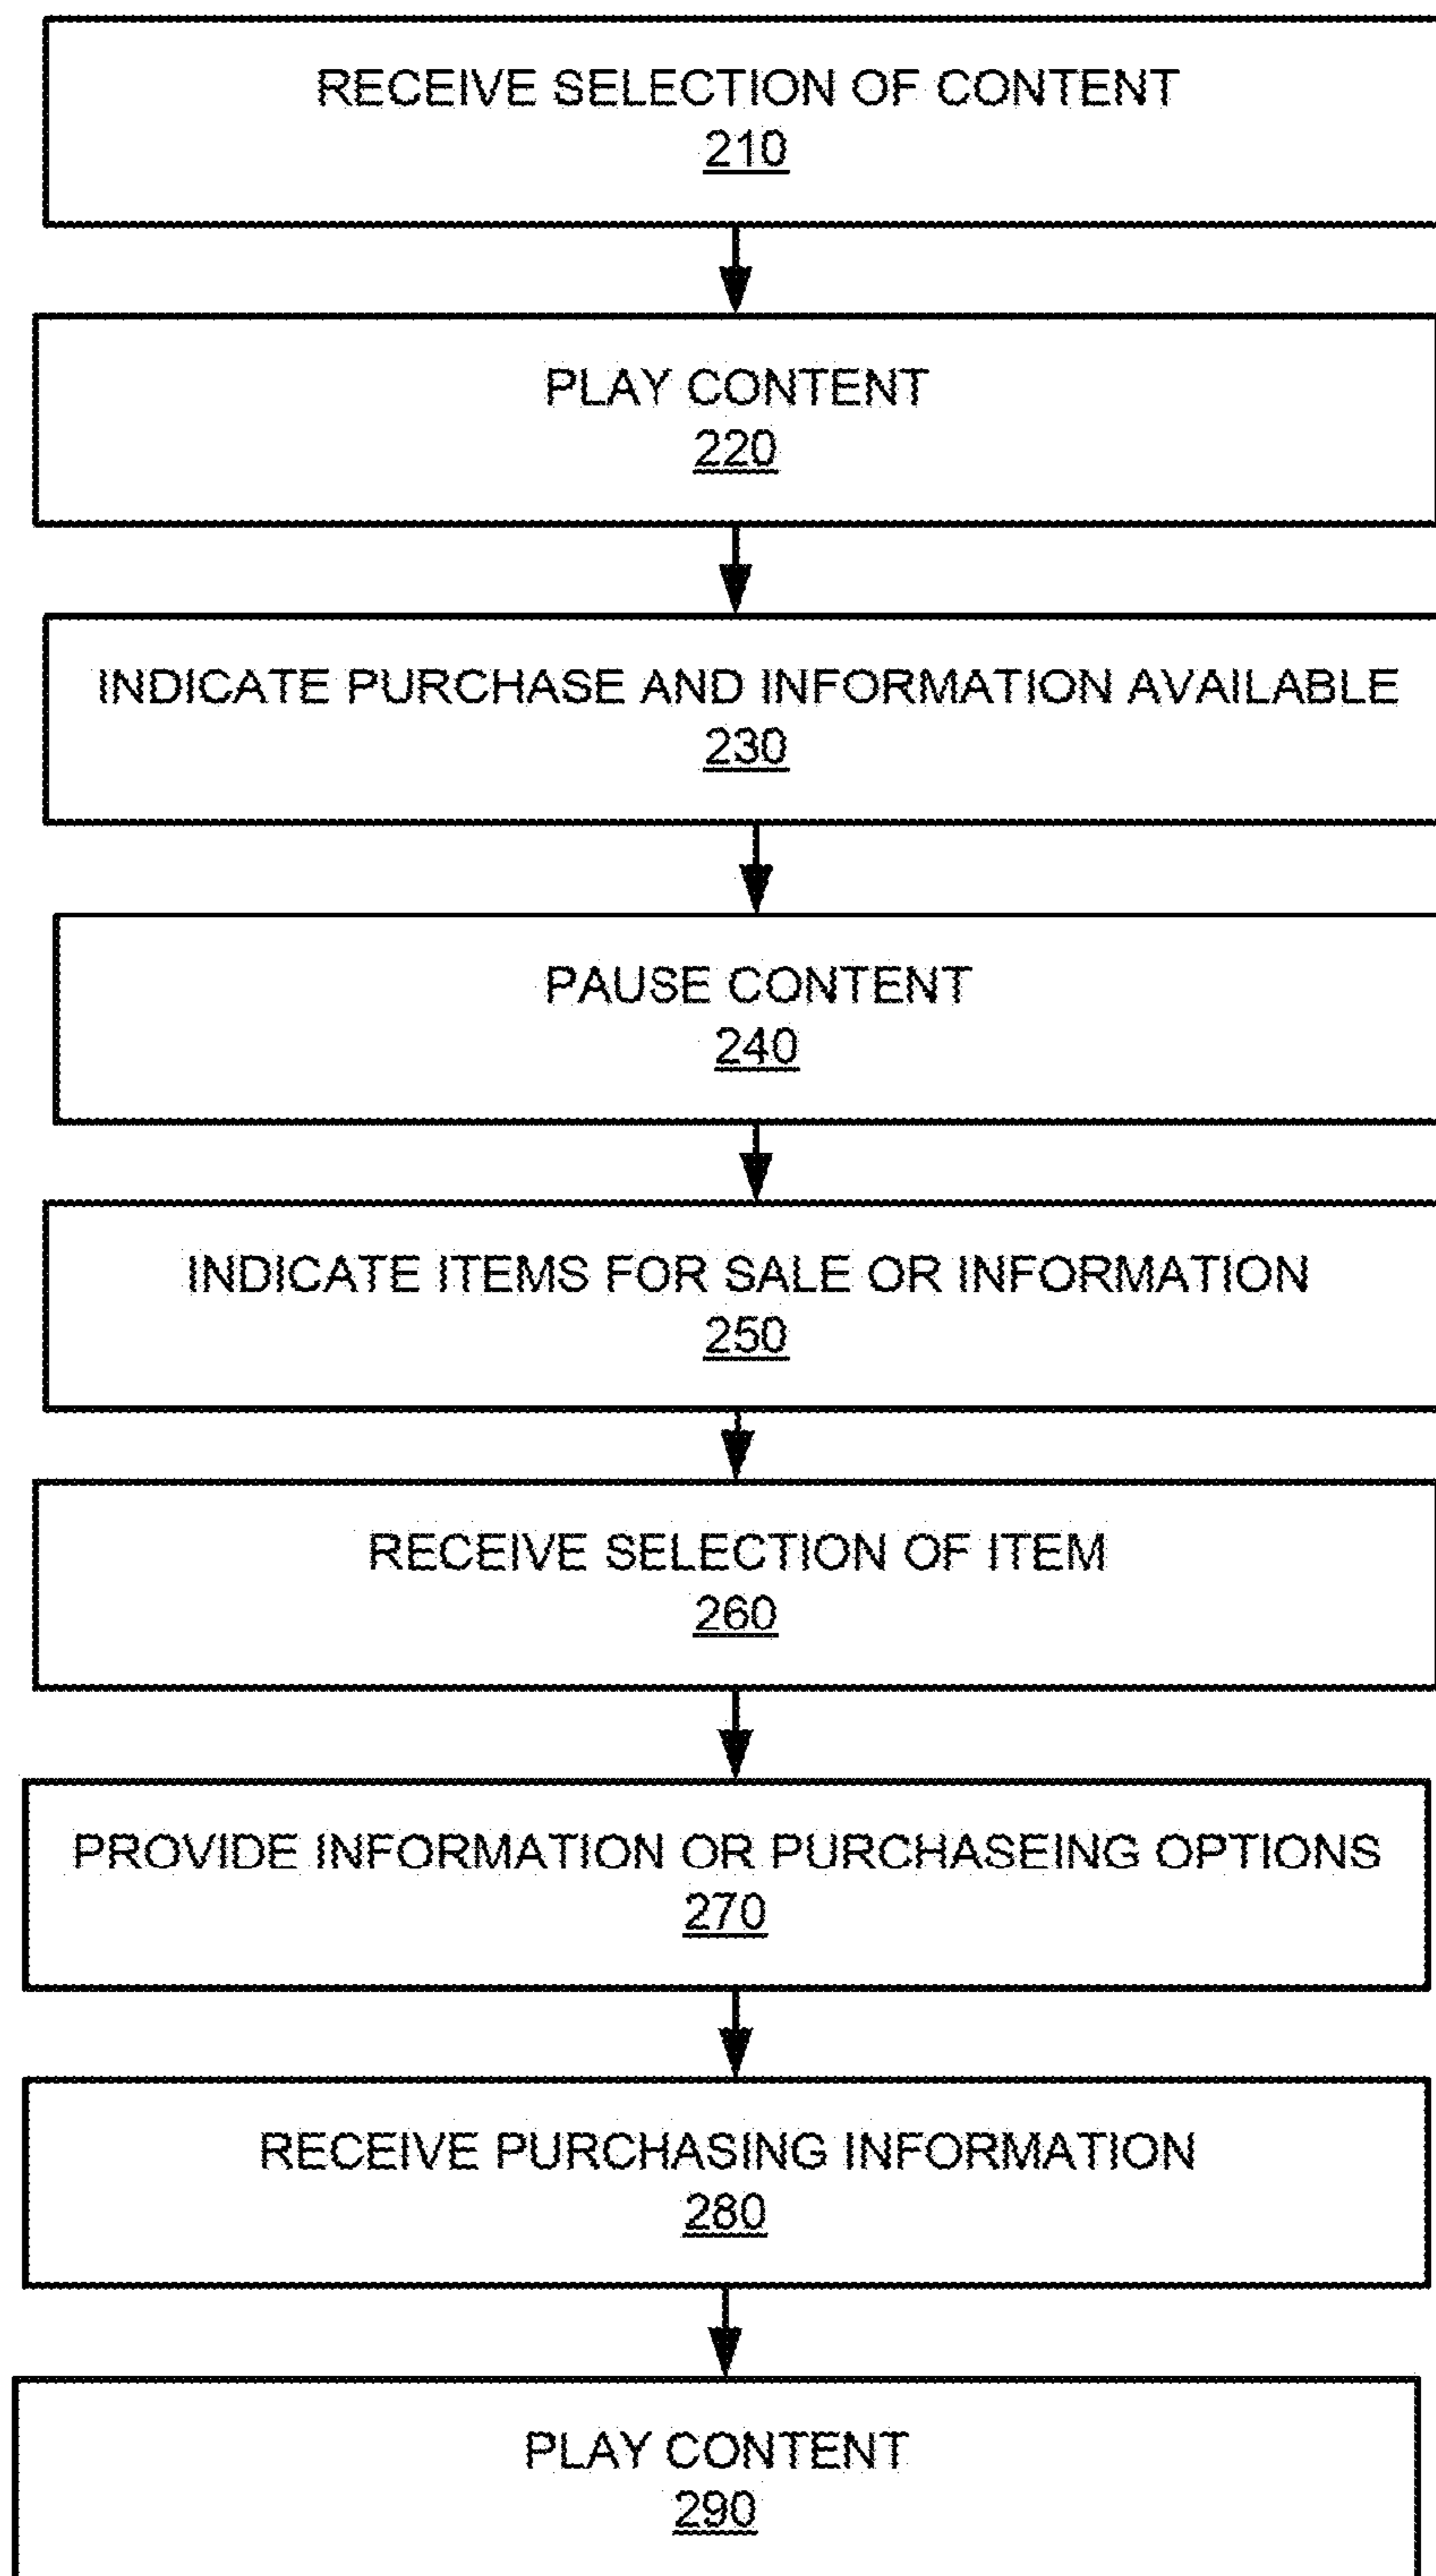 RECEIVE SELECTION OF CONTENT
210
PLAY CONTENT
220
INDICATE PURCHASE AND INFORMATION AVAILABLE
230
PAUSE CONTENT
240
INDICATE ITEMS FOR SALE OR INFORMATION
250
RECEIVE SELECTION OF ITEM
260
PROVIDE INFORMATION OR PURCHASEING OPTIONS
270
RECEIVE PURCHASING INFORMATION
280
PLAY CONTENT
290